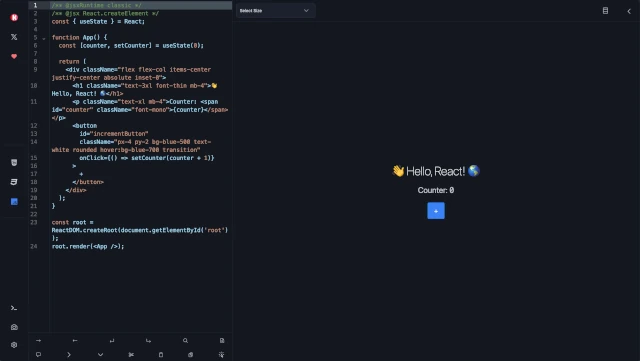 1 /** @jsxRuntime classic */
2 /** @jsx React.createElement */
3 const { useState } = React;
4
5 function App() {
6 const [counter, setCounter] = useState(0);
7
8 return (
9 <div className="flex flex-col items-center
justify-center absolute inset-0">
10 <h1 className="text-3xl font-thin mb-4">👋
Hello, React! 🌎</h1>
11 <p className="text-xl mb-4">Counter: <span
id="counter" className="font-mono">{counter}</span>
</p>
12 <button
13 id="incrementButton"
14 className="px-4 py-2 bg-blue-500 text-
white rounded hover:bg-blue-700 transition"
15 onClick={() => setCounter(counter + 1)}
16 >
17 +
18 </button>
19 </div>
20 );
21 }
22
23 const root =
ReactDOM.createRoot(document.getElementById('root')
);
24 root.render(<App />);
Select Size
👋 Hello, React! 🌎
Counter: 0
+